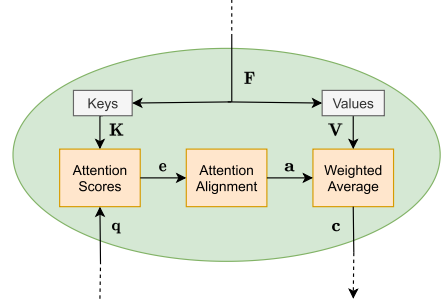 F
Keys
Values
K
V
Attention
Scores
e
Attention
Alignment
a
Weighted
Average
q
c